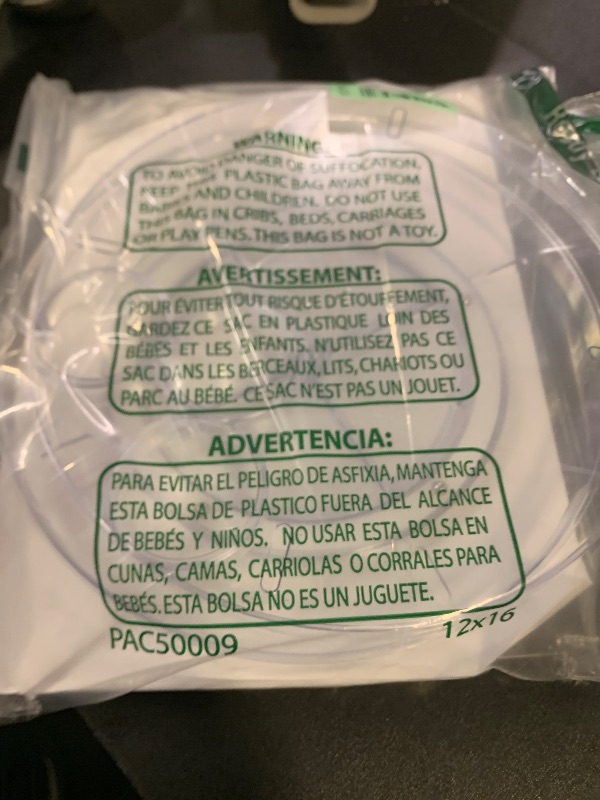 WARNING:
TO AVOID DANGER OF SUFFOCATION,
KEEP THIS PLASTIC BAG AWAY FROM
BABIES AND CHILDREN. DO NOT USE
THIS BAG IN CRIBS, BEDS, CARRIAGES
OR PLAY PENS. THIS BAG IS NOT A TOY.
AVERTISSEMENT:
POUR ÉVITER TOUT RISQUE D'ÉTOUFFEMENT,
GARDEZ CE SAC EN PLASTIQUE LOIN DES
BÉBÉS ET LES ENFANTS. N'UTILISEZ PAS CE
SAC DANS LES BERCEAUX, LITS, CHARIOTS OU
PARC AU BÉBÉ. CE SAC N'EST PAS UN JOUET.
ADVERTENCIA:
PARA EVITAR EL PELIGRO DE ASFIXIA, MANTENGA
ESTA BOLSA DE PLASTICO FUERA DEL ALCANCE
DE BEBÉS Y NIÑOS. NO USAR ESTA BOLSA EN
CUNAS, CAMAS, CARRIOLAS O CORRALES PARA
BEBÉS. ESTA BOLSA NO ES UN JUGUETE.
PAC50009 12x16